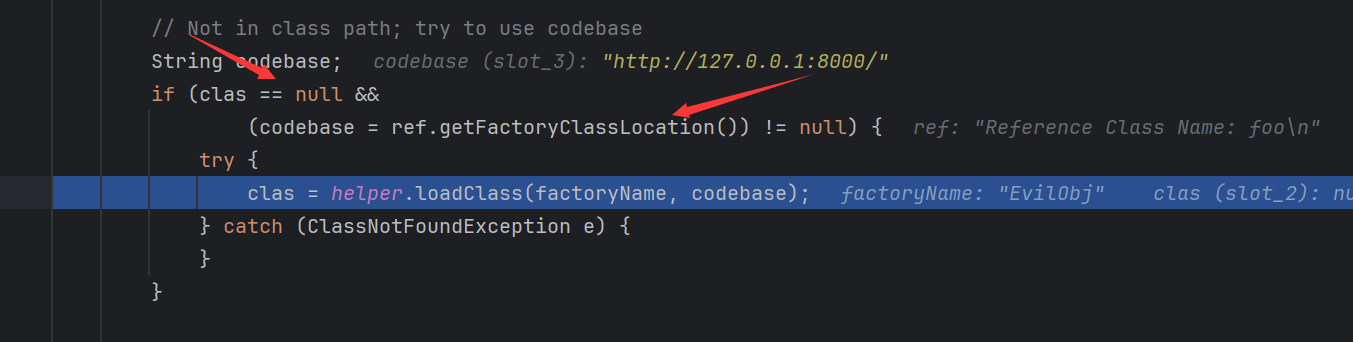 // Not in class path; try to use codebase
String codebase; codebase (slot_3): "http://127.0.0.1:8000/"
if (clas == null &&
(codebase = ref.getFactoryClassLocation()) != null) { ref: "Reference Class Name: foo\n"
try {
clas = helper.loadClass(factoryName, codebase); factoryName: "EvilObj" clas (slot_2): nu
} catch (ClassNotFoundException e) {
}
}